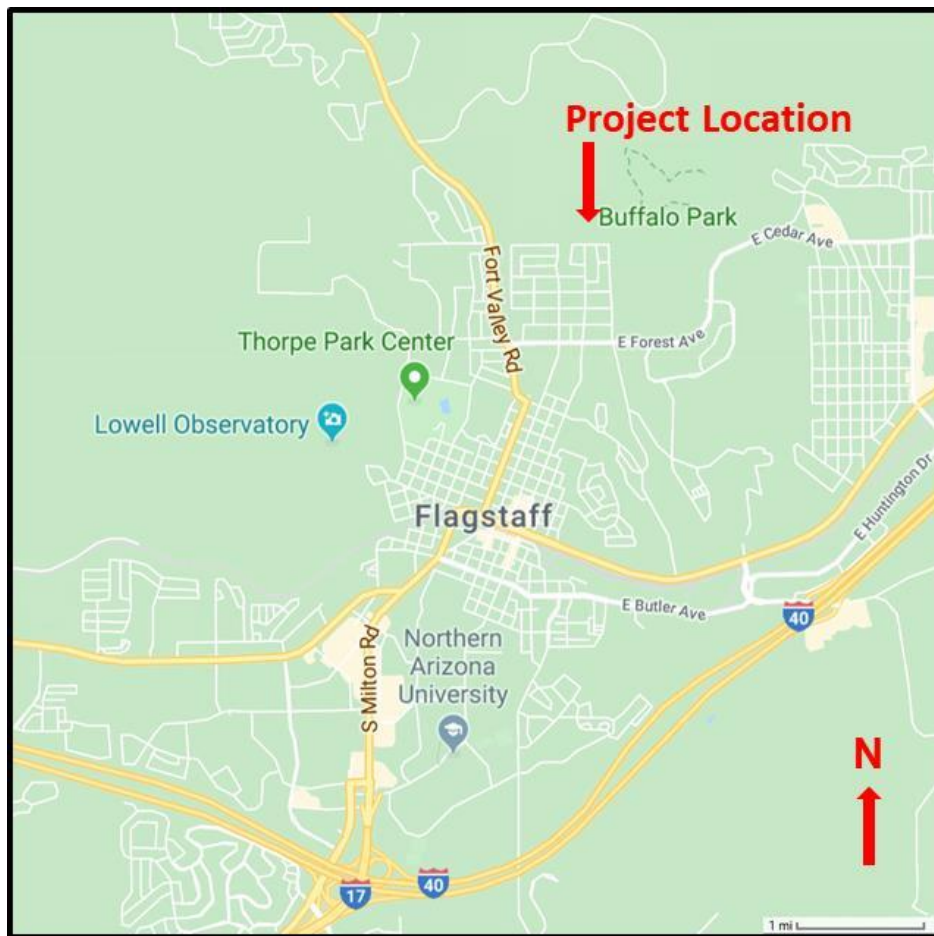 Project Location
Buffalo Park
E Cedar Ave
Fort Valley Rd
Thorpe Park Center
E Forest Ave
Lowell Observatory
Flagstaff
E Huntington Dr
E Butler Ave
40
Northern
Arizona
University
S Milton Rd
N
17
40
1 mi